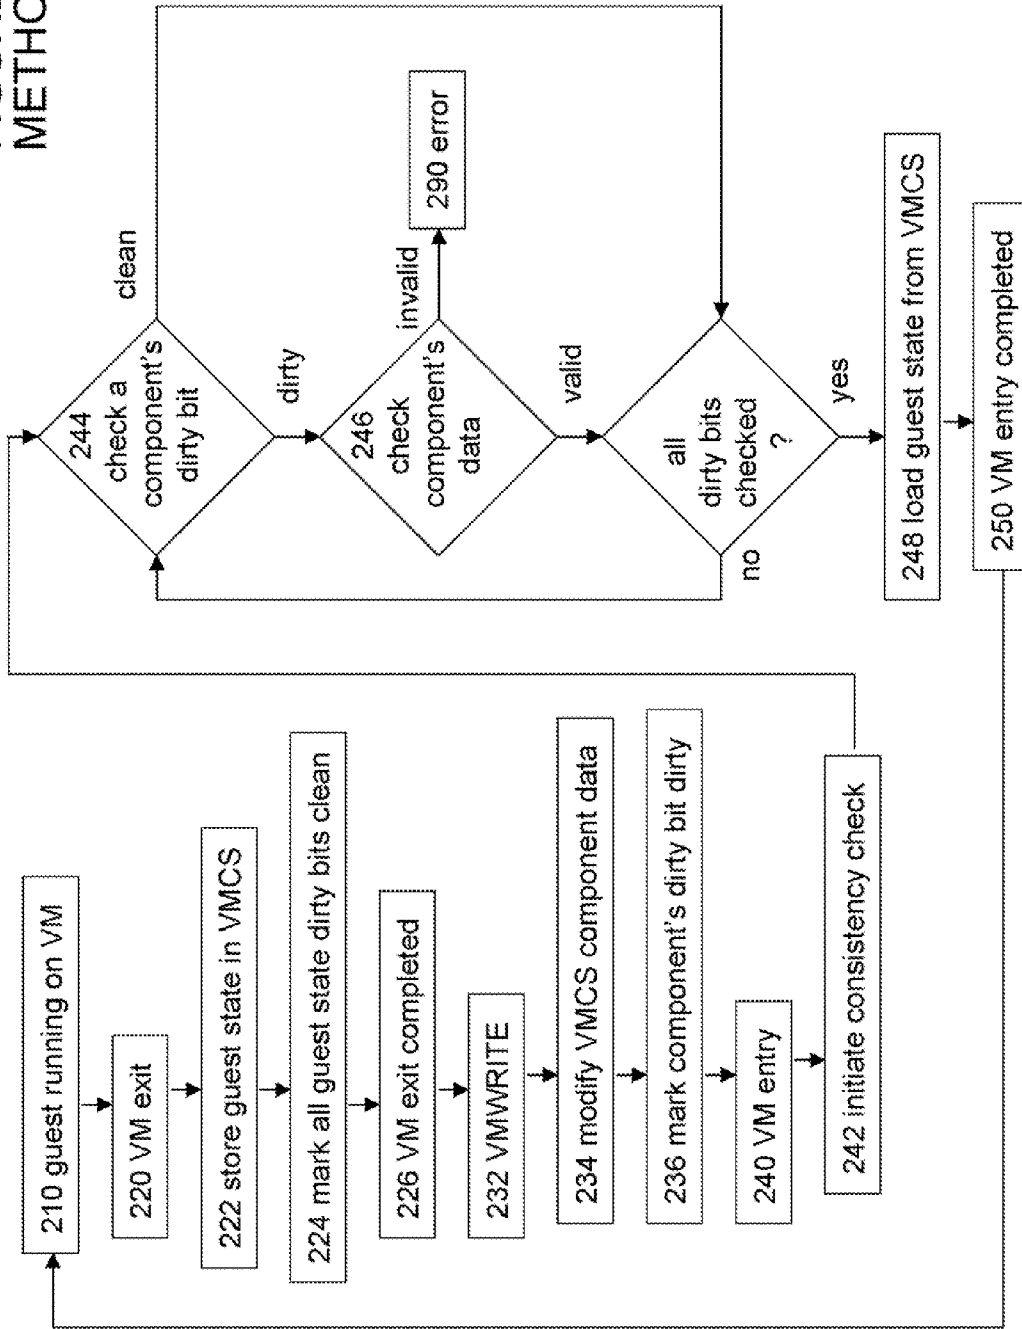 METHO
210 guest running on VM
220 VM exit
222 store guest state in VMCS
224 mark all guest state dirty bits clean
226 VM exit completed
232 VMWRITE
234 modify VMCS component data
236 mark component's dirty bit dirty
240 VM entry
242 initiate consistency check
244
check a
component's
dirty bit
clean
dirty
246
check
component's
data
invalid
290 error
valid
all
dirty bits
checked
?
no
yes
248 load guest state from VMCS
250 VM entry completed